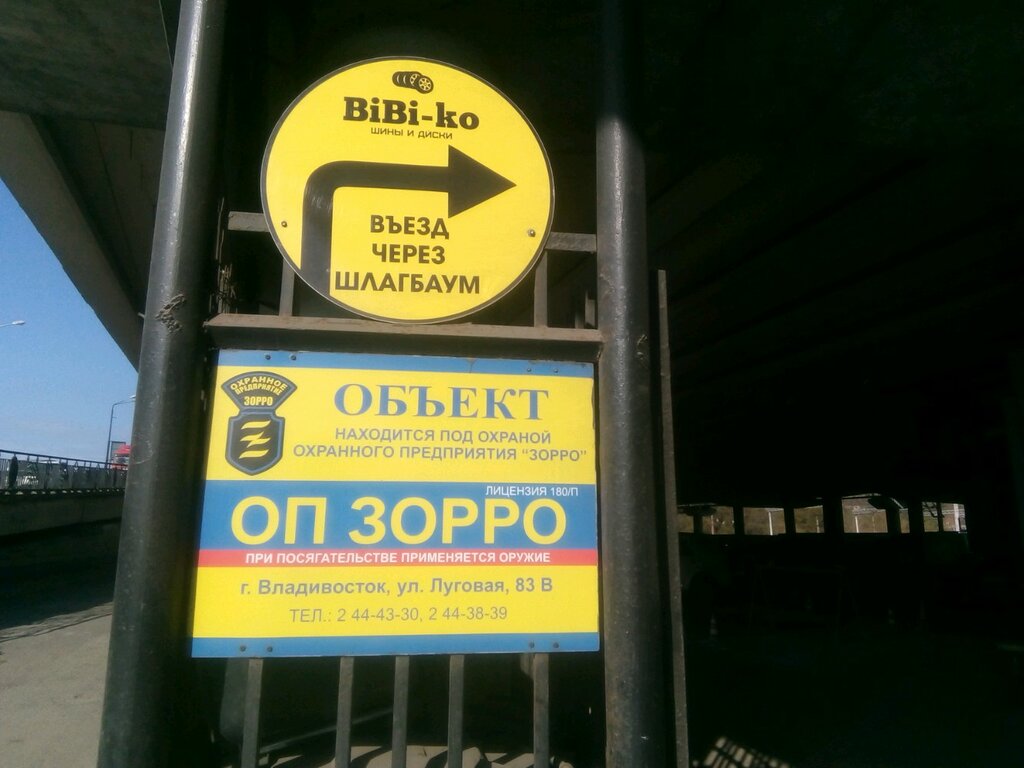 BiBi-ko
ШИНЫ И ДИСКИ
ВЪЕЗД
ЧЕРЕЗ
ШЛАГБАУМ
ОХРАННОЕ
ПРЕДПРИЯТИЕ
ЗОРРО
ОБЪЕКТ
НАХОДИТСЯ ПОД ОХРАНОЙ
ОХРАННОГО ПРЕДПРИЯТИЯ “ЗОРРО”
ЛИЦЕНЗИЯ 180/П
ОП ЗОРРО
ПРИ ПОСЯГАТЕЛЬСТВЕ ПРИМЕНЯЕТСЯ ОРУЖИЕ
г. Владивосток, ул. Луговая, 83 В
ТЕЛ.: 2 44-43-30, 2 44-38-39